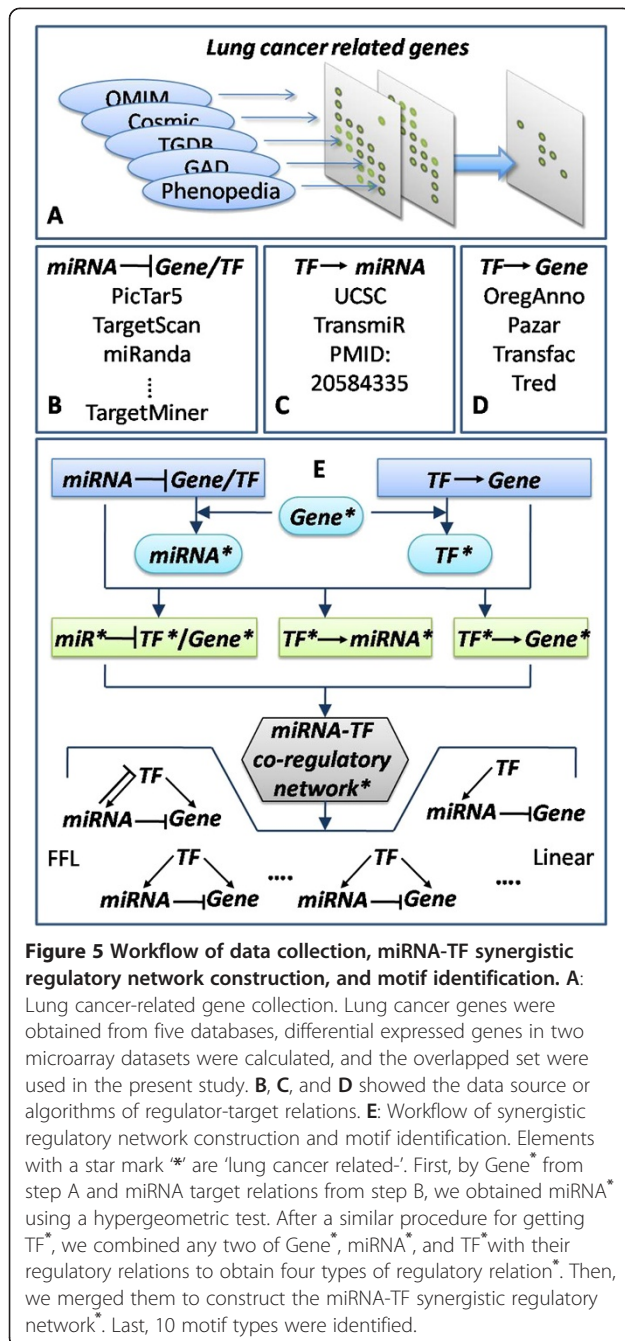 Lung cancer related genes
OMIM
Cosmic
TGDB
GAD
Phenopedia
A
miRNA⊣Gene/TF
PicTar5
TargetScan
miRanda
⋮
TargetMiner
B
TF→miRNA
UCSC
TransmiR
PMID:
20584335
C
TF→Gene
OregAnno
Pazar
Transfac
Tred
D
E
miRNA⊣Gene/TF
TF→Gene
Gene*
miRNA*
TF*
miR*⊣TF*/Gene*
TF*→miRNA*
TF*→Gene*
miRNA-TF
co-regulatory
network*
TF
miRNA⊣Gene
FFL
TF
miRNA⊣Gene
Linear
TF
miRNA⊣Gene
....
TF
miRNA⊣Gene
....
Figure 5 Workflow of data collection, miRNA-TF synergistic
regulatory network construction, and motif identification. A:
Lung cancer-related gene collection. Lung cancer genes were
obtained from five databases, differential expressed genes in two
microarray datasets were calculated, and the overlapped set were
used in the present study. B, C, and D showed the data source or
algorithms of regulator-target relations. E: Workflow of synergistic
regulatory network construction and motif identification. Elements
with a star mark ‘*’ are ‘lung cancer related-’. First, by Gene* from
step A and miRNA target relations from step B, we obtained miRNA*
using a hypergeometric test. After a similar procedure for getting
TF*, we combined any two of Gene*, miRNA*, and TF*with their
regulatory relations to obtain four types of regulatory relation*. Then,
we merged them to construct the miRNA-TF synergistic regulatory
network*. Last, 10 motif types were identified.